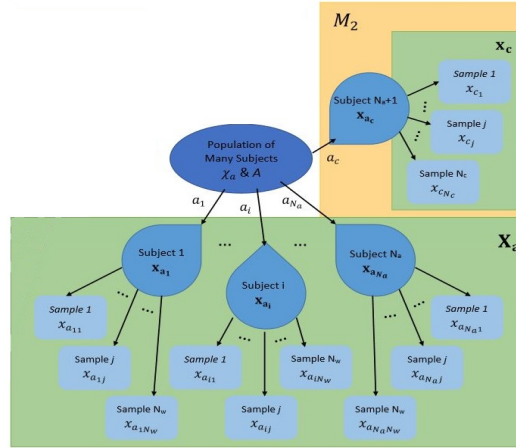 M₂
x_c
Subject Nₐ+1
x_{a_c}
Sample 1
x_{c_1}
⋮
Sample j
x_{c_j}
⋮
Sample N_c
x_{c_{N_c}}
Population of
Many Subjects
χ_a & A
a_c
a_1
a_i
a_{N_a}
X_a
Subject 1
x_{a_1}
...
Subject i
x_{a_i}
...
Subject Nₐ
x_{a_{N_a}}
Sample 1
x_{a_{11}}
...
Sample j
x_{a_{1j}}
...
Sample N_w
x_{a_{1N_w}}
Sample 1
x_{a_{i1}}
...
Sample j
x_{a_{ij}}
...
Sample N_w
x_{a_{iN_w}}
Sample 1
x_{a_{N_a1}}
...
Sample j
x_{a_{N_aj}}
...
Sample N_w
x_{a_{N_aN_w}}